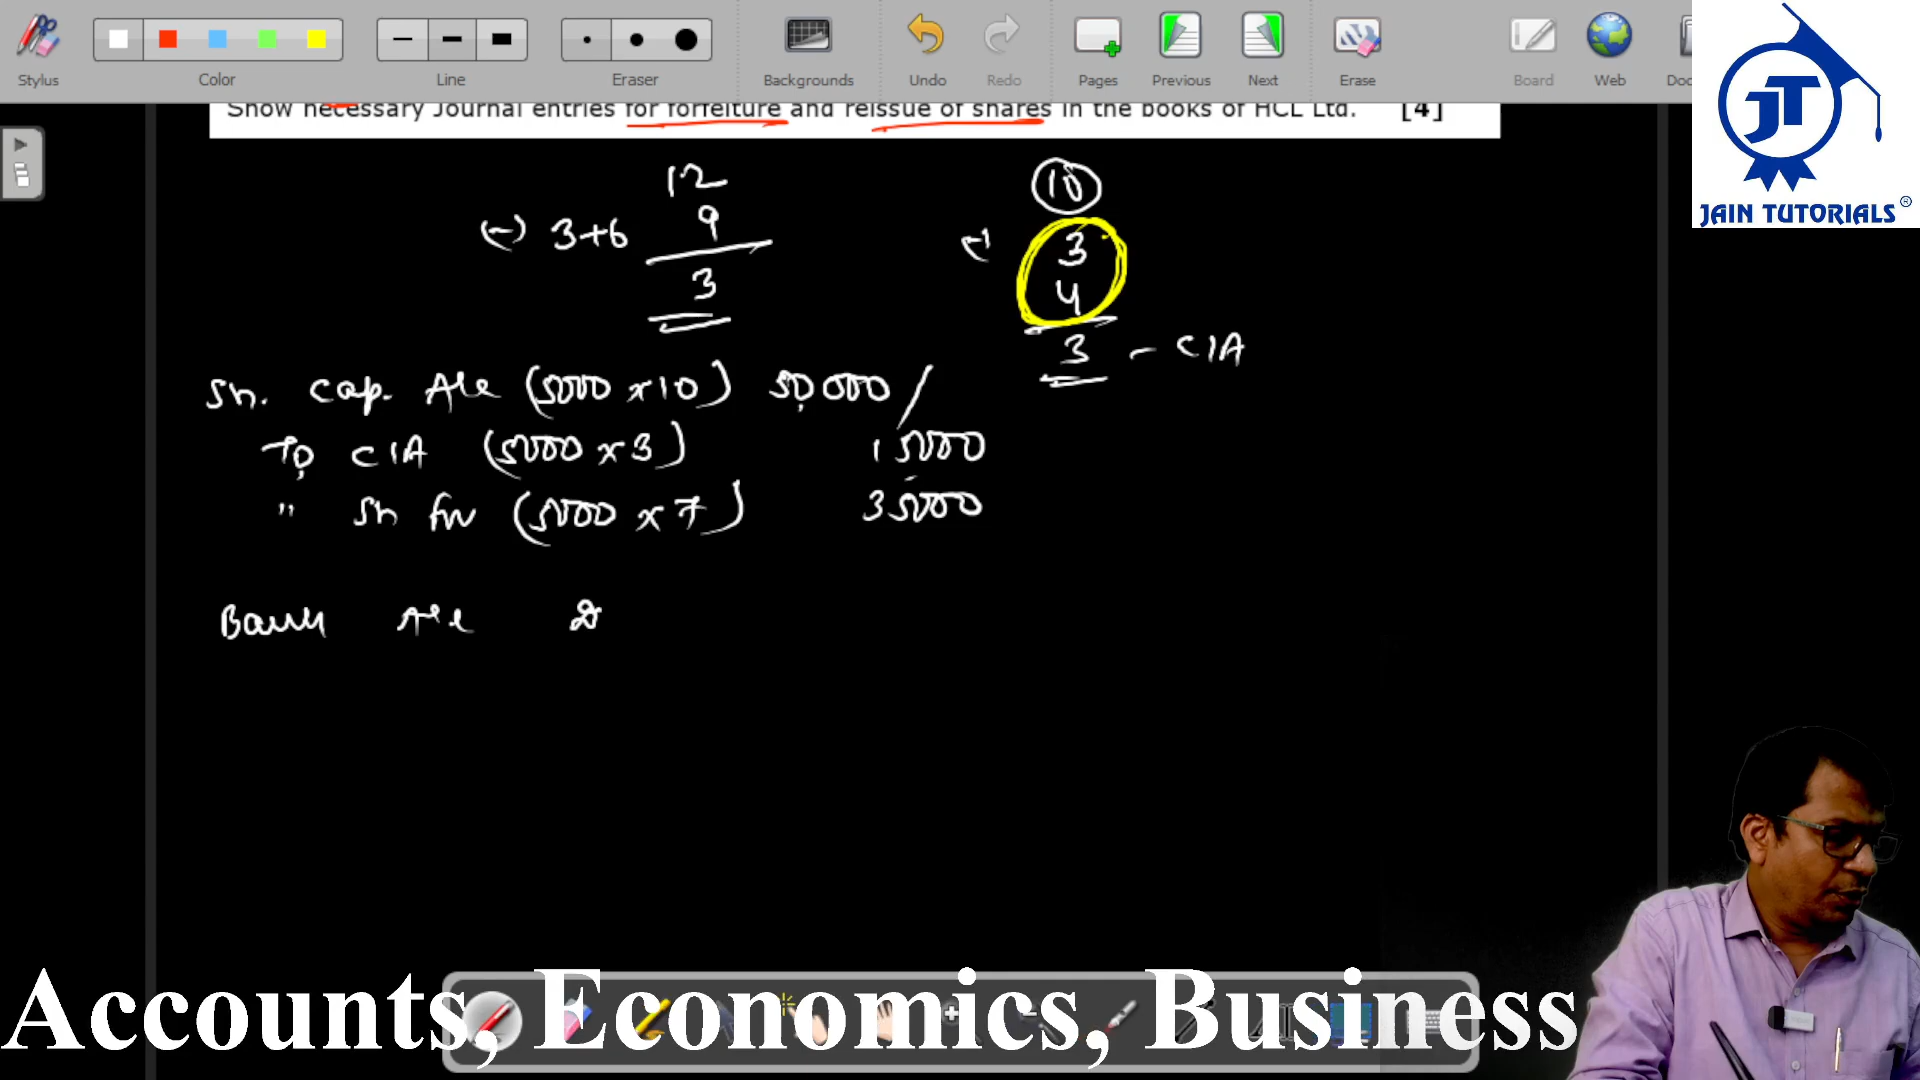 Stylus
Color
Line
Eraser
Backgrounds
Undo
Redo
Pages
Previous
Next
Erase
Board
Web
JT
JAIN TUTORIALS®
Show necessary Journal entries for forfeiture and reissue of shares in the books of HCL Ltd. [4]
12
(-) 3+6 9
3
10
(-) 3
4
3 - CIA
Sh. Cap. A/c (5000 x 10) 50,000 /
To CIA (5000 x 3) 15000
" Sh for (5000 x 7) 35000
Bank A/c
Accounts, Economics, Business